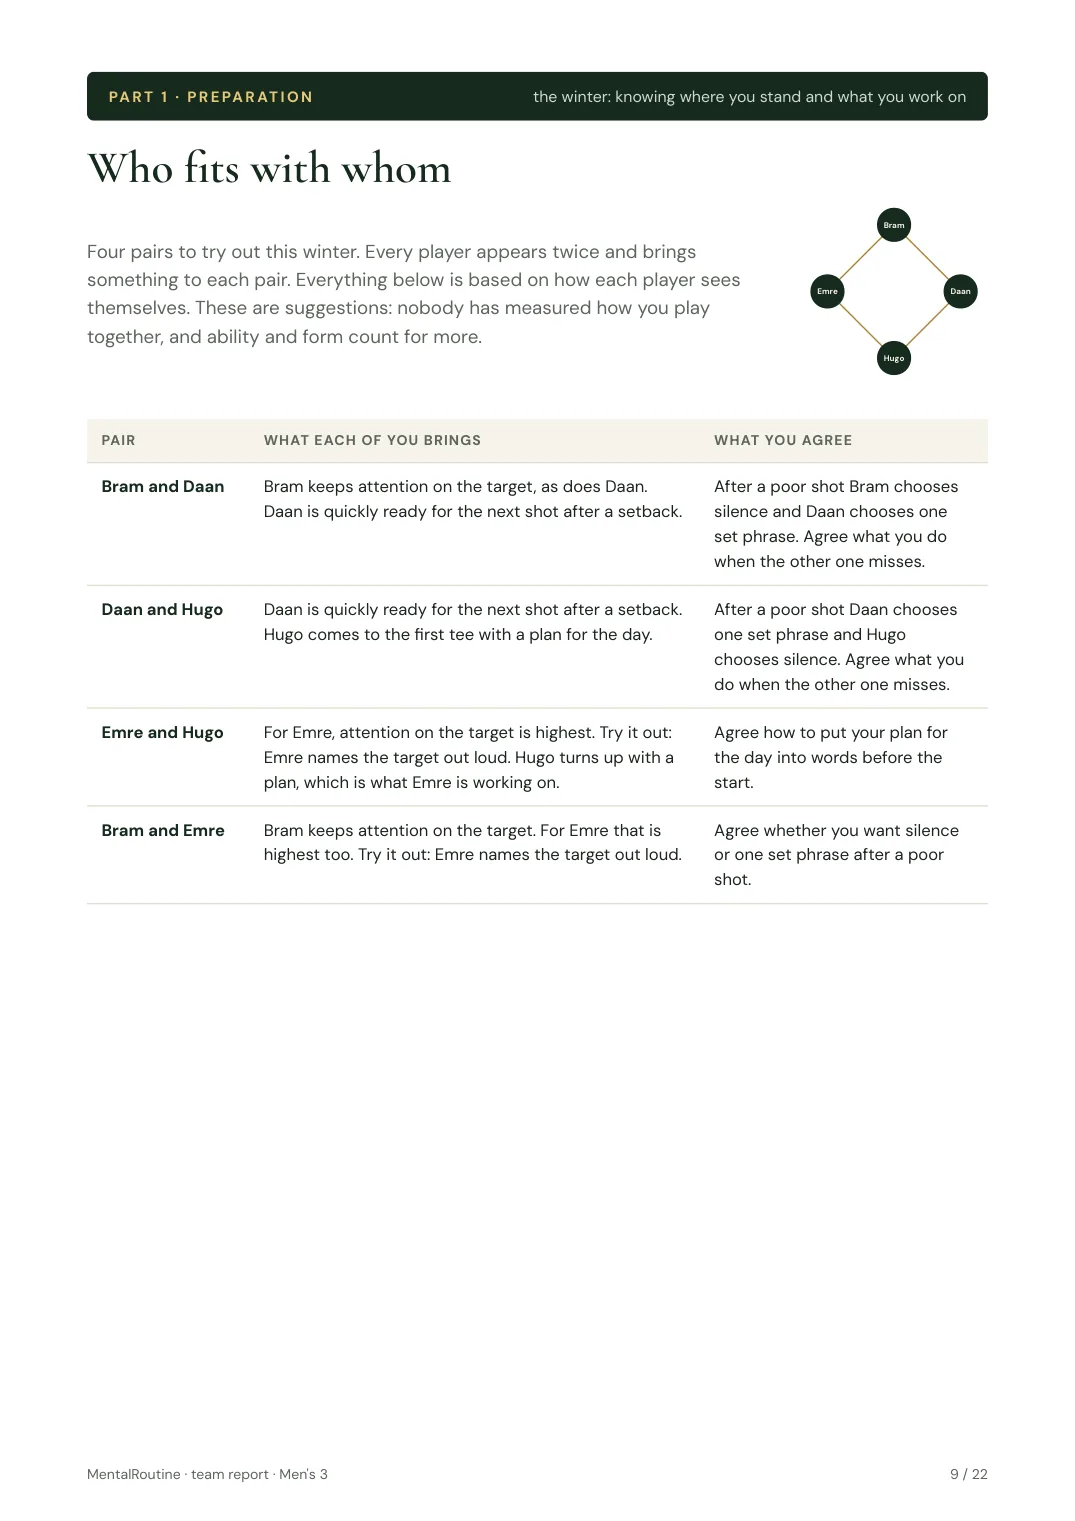 PART 1 · PREPARATION
the winter: knowing where you stand and what you work on
Who fits with whom
Four pairs to try out this winter. Every player appears twice and brings
something to each pair. Everything below is based on how each player sees
themselves. These are suggestions: nobody has measured how you play
together, and ability and form count for more.
Bram
Emre
Daan
Hugo
PAIR
WHAT EACH OF YOU BRINGS
WHAT YOU AGREE
Bram and Daan
Bram keeps attention on the target, as does Daan.
Daan is quickly ready for the next shot after a setback.
After a poor shot Bram chooses
silence and Daan chooses one
set phrase. Agree what you do
when the other one misses.
Daan and Hugo
Daan is quickly ready for the next shot after a setback.
Hugo comes to the first tee with a plan for the day.
After a poor shot Daan chooses
one set phrase and Hugo
chooses silence. Agree what you
do when the other one misses.
Emre and Hugo
For Emre, attention on the target is highest. Try it out:
Emre names the target out loud. Hugo turns up with a
plan, which is what Emre is working on.
Agree how to put your plan for
the day into words before the
start.
Bram and Emre
Bram keeps attention on the target. For Emre that is
highest too. Try it out: Emre names the target out loud.
Agree whether you want silence
or one set phrase after a poor
shot.
MentalRoutine · team report · Men's 3
9 / 22